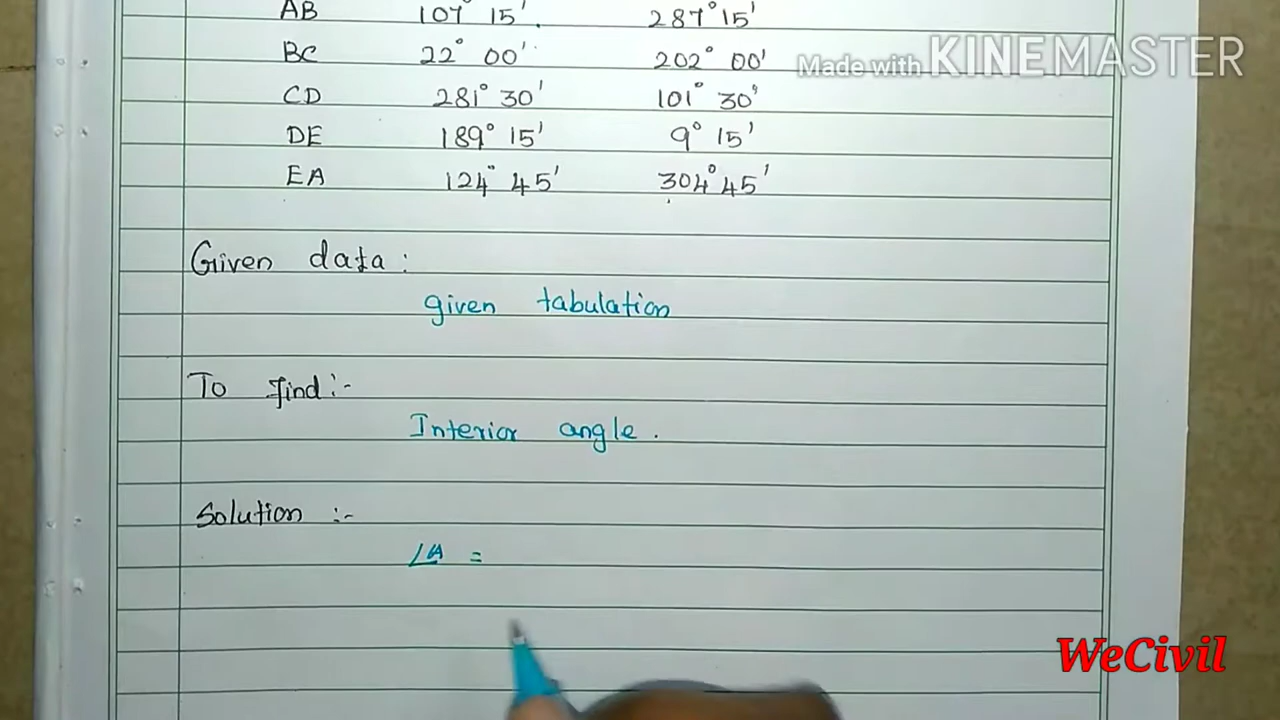 AB 107° 15' 287° 15'
BC 22° 00' 202° 00'
Made with KINEMASTER
CD 281° 30' 101° 30'
DE 189° 15' 9° 15'
EA 124° 45' 304° 45'
Given data :
given tabulation
To find :-
Interior angle .
Solution :-
∠A =
WeCivil